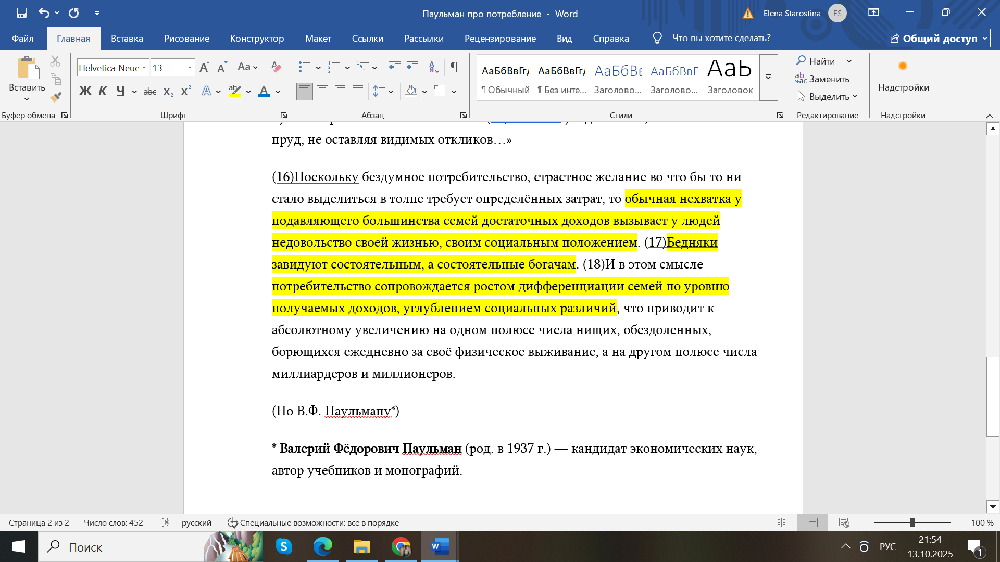 Паульман про потребление - Word
Elena Starostina
ES
Файл
Главная
Вставка
Рисование
Конструктор
Макет
Ссылки
Рассылки
Рецензирование
Вид
Справка
Что вы хотите сделать?
Общий доступ
Вставить
Буфер обмена
Helvetica Neue
13
Aa
Ж К Ч abc x₂ x²
Шрифт
Абзац
АаБбВвГгД
¶ Обычный
АаБбВвГгД
¶ Без инте...
АаБбВв
Заголово...
АаБбВвГ
Заголово...
АаЬ
Заголовок
Стили
Найти
Заменить
Выделить
Редактирование
Надстройки
Надстройки
пруд, не оставляя видимых откликов…»
(16)Поскольку бездумное потребительство, страстное желание во что бы то ни
стало выделиться в толпе требует определённых затрат, то обычная нехватка у
подавляющего большинства семей достаточных доходов вызывает у людей
недовольство своей жизнью, своим социальным положением. (17)Бедняки
завидуют состоятельным, а состоятельные богачам. (18)И в этом смысле
потребительство сопровождается ростом дифференциации семей по уровню
получаемых доходов, углублением социальных различий, что приводит к
абсолютному увеличению на одном полюсе числа нищих, обездоленных,
борющихся ежедневно за своё физическое выживание, а на другом полюсе числа
миллиардеров и миллионеров.
(По В.Ф. Паульману*)
* Валерий Фёдорович Паульман (род. в 1937 г.) — кандидат экономических наук,
автор учебников и монографий.
Страница 2 из 2
Число слов: 452
русский
Специальные возможности: все в порядке
100 %
Поиск
РУС
21:54
13.10.2025
1